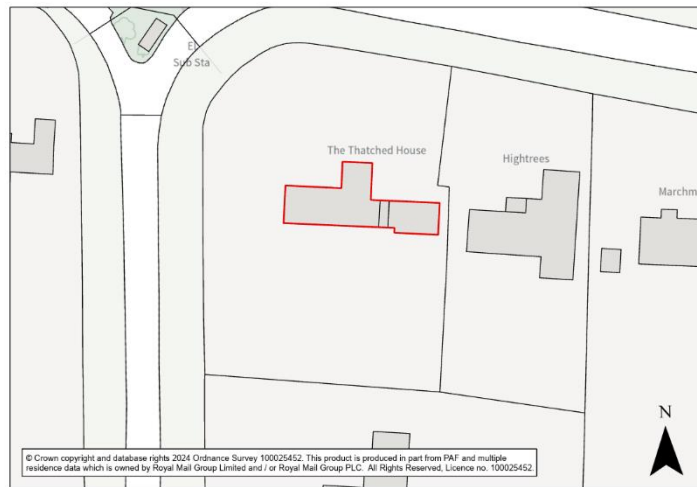 El
Sub Sta
The Thatched House
Hightrees
Marchm
N
© Crown copyright and database rights 2024 Ordnance Survey 100025452. This product is produced in part from PAF and multiple
residence data which is owned by Royal Mail Group Limited and / or Royal Mail Group PLC. All Rights Reserved, Licence no. 100025452.